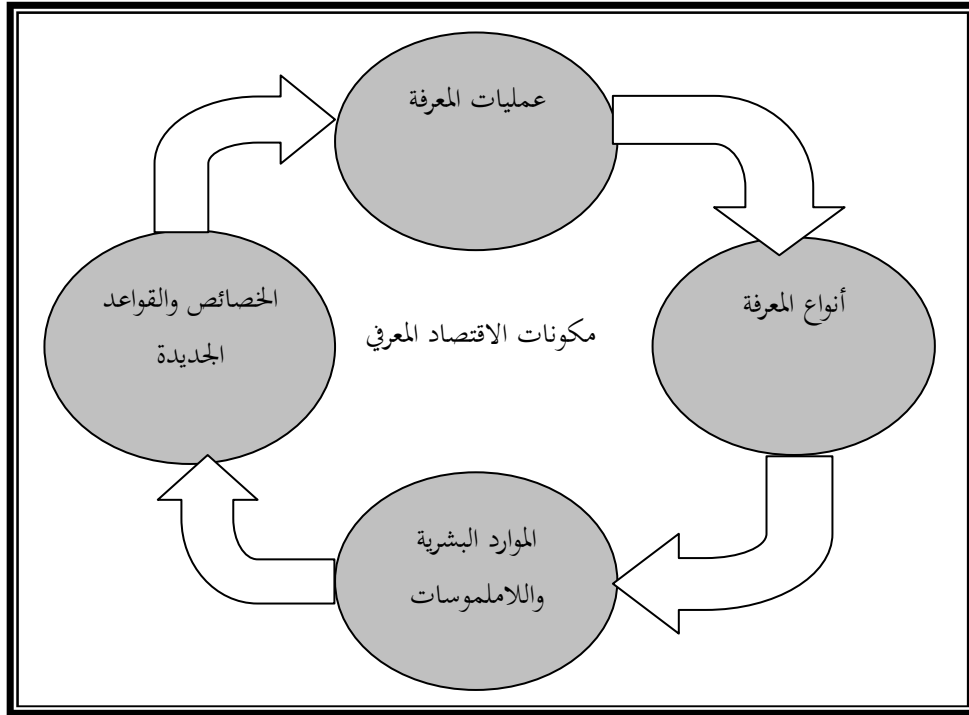 عمليات المعرفة
أنواع المعرفة
الخصائص والقواعد
الجديدة
مكونات الاقتصاد المعرفي
الموارد البشرية
واللاملموسات